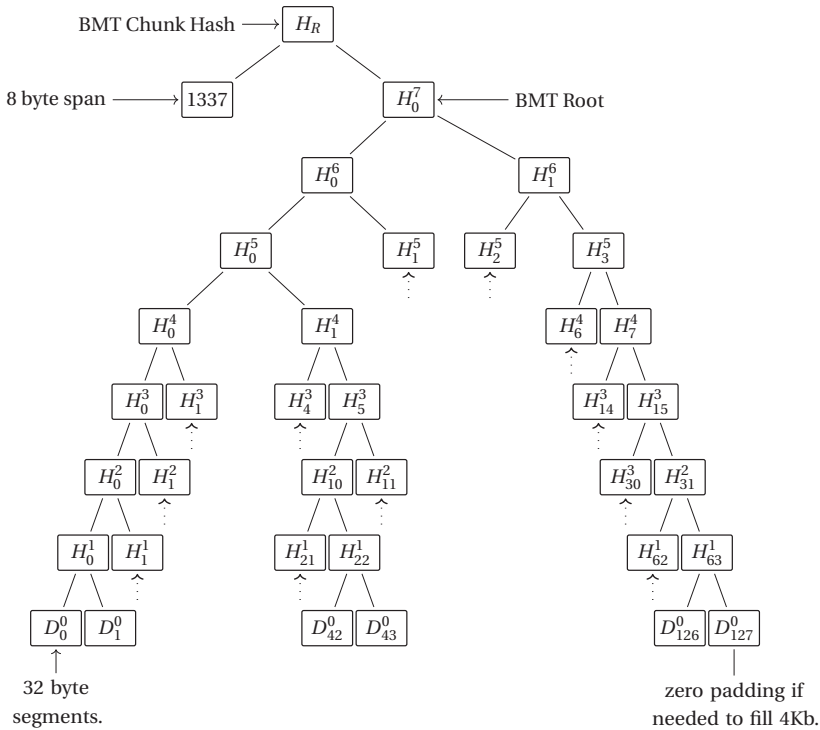 BMT Chunk Hash H_R
8 byte span 1337 H_0^7 BMT Root
H_0^6 H_1^6
H_0^5 H_1^5 H_2^5 H_3^5
H_0^4 H_1^4 H_6^4 H_7^4
H_0^3 H_1^3 H_4^3 H_5^3 H_14^3 H_15^3
H_0^2 H_1^2 H_10^2 H_11^2 H_30^3 H_31^2
H_0^1 H_1^1 H_21^1 H_22^1 H_62^1 H_63^1
D_0^0 D_1^0 D_42^0 D_43^0 D_126^0 D_127^0
32 byte
segments.
zero padding if
needed to fill 4Kb.